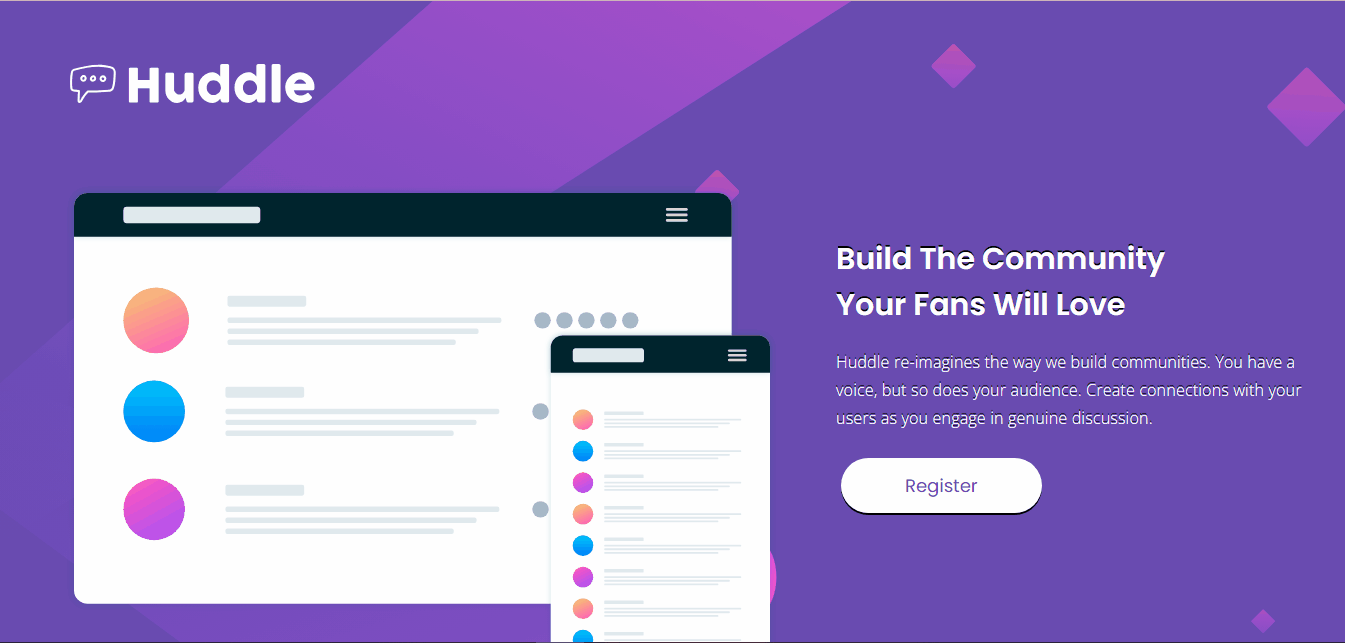 Huddle
Build The Community
Your Fans Will Love
Huddle re-imagines the way we build communities. You have a
voice, but so does your audience. Create connections with your
users as you engage in genuine discussion.
Register